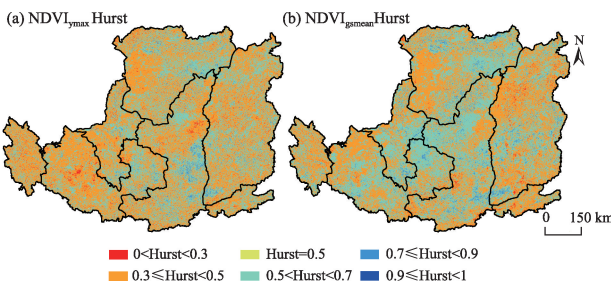 (a) NDVIymax Hurst
(b) NDVIgsmean Hurst
N
0 150 km
0<Hurst<0.3 Hurst=0.5 0.7≤Hurst<0.9
0.3≤Hurst<0.5 0.5<Hurst<0.7 0.9≤Hurst<1